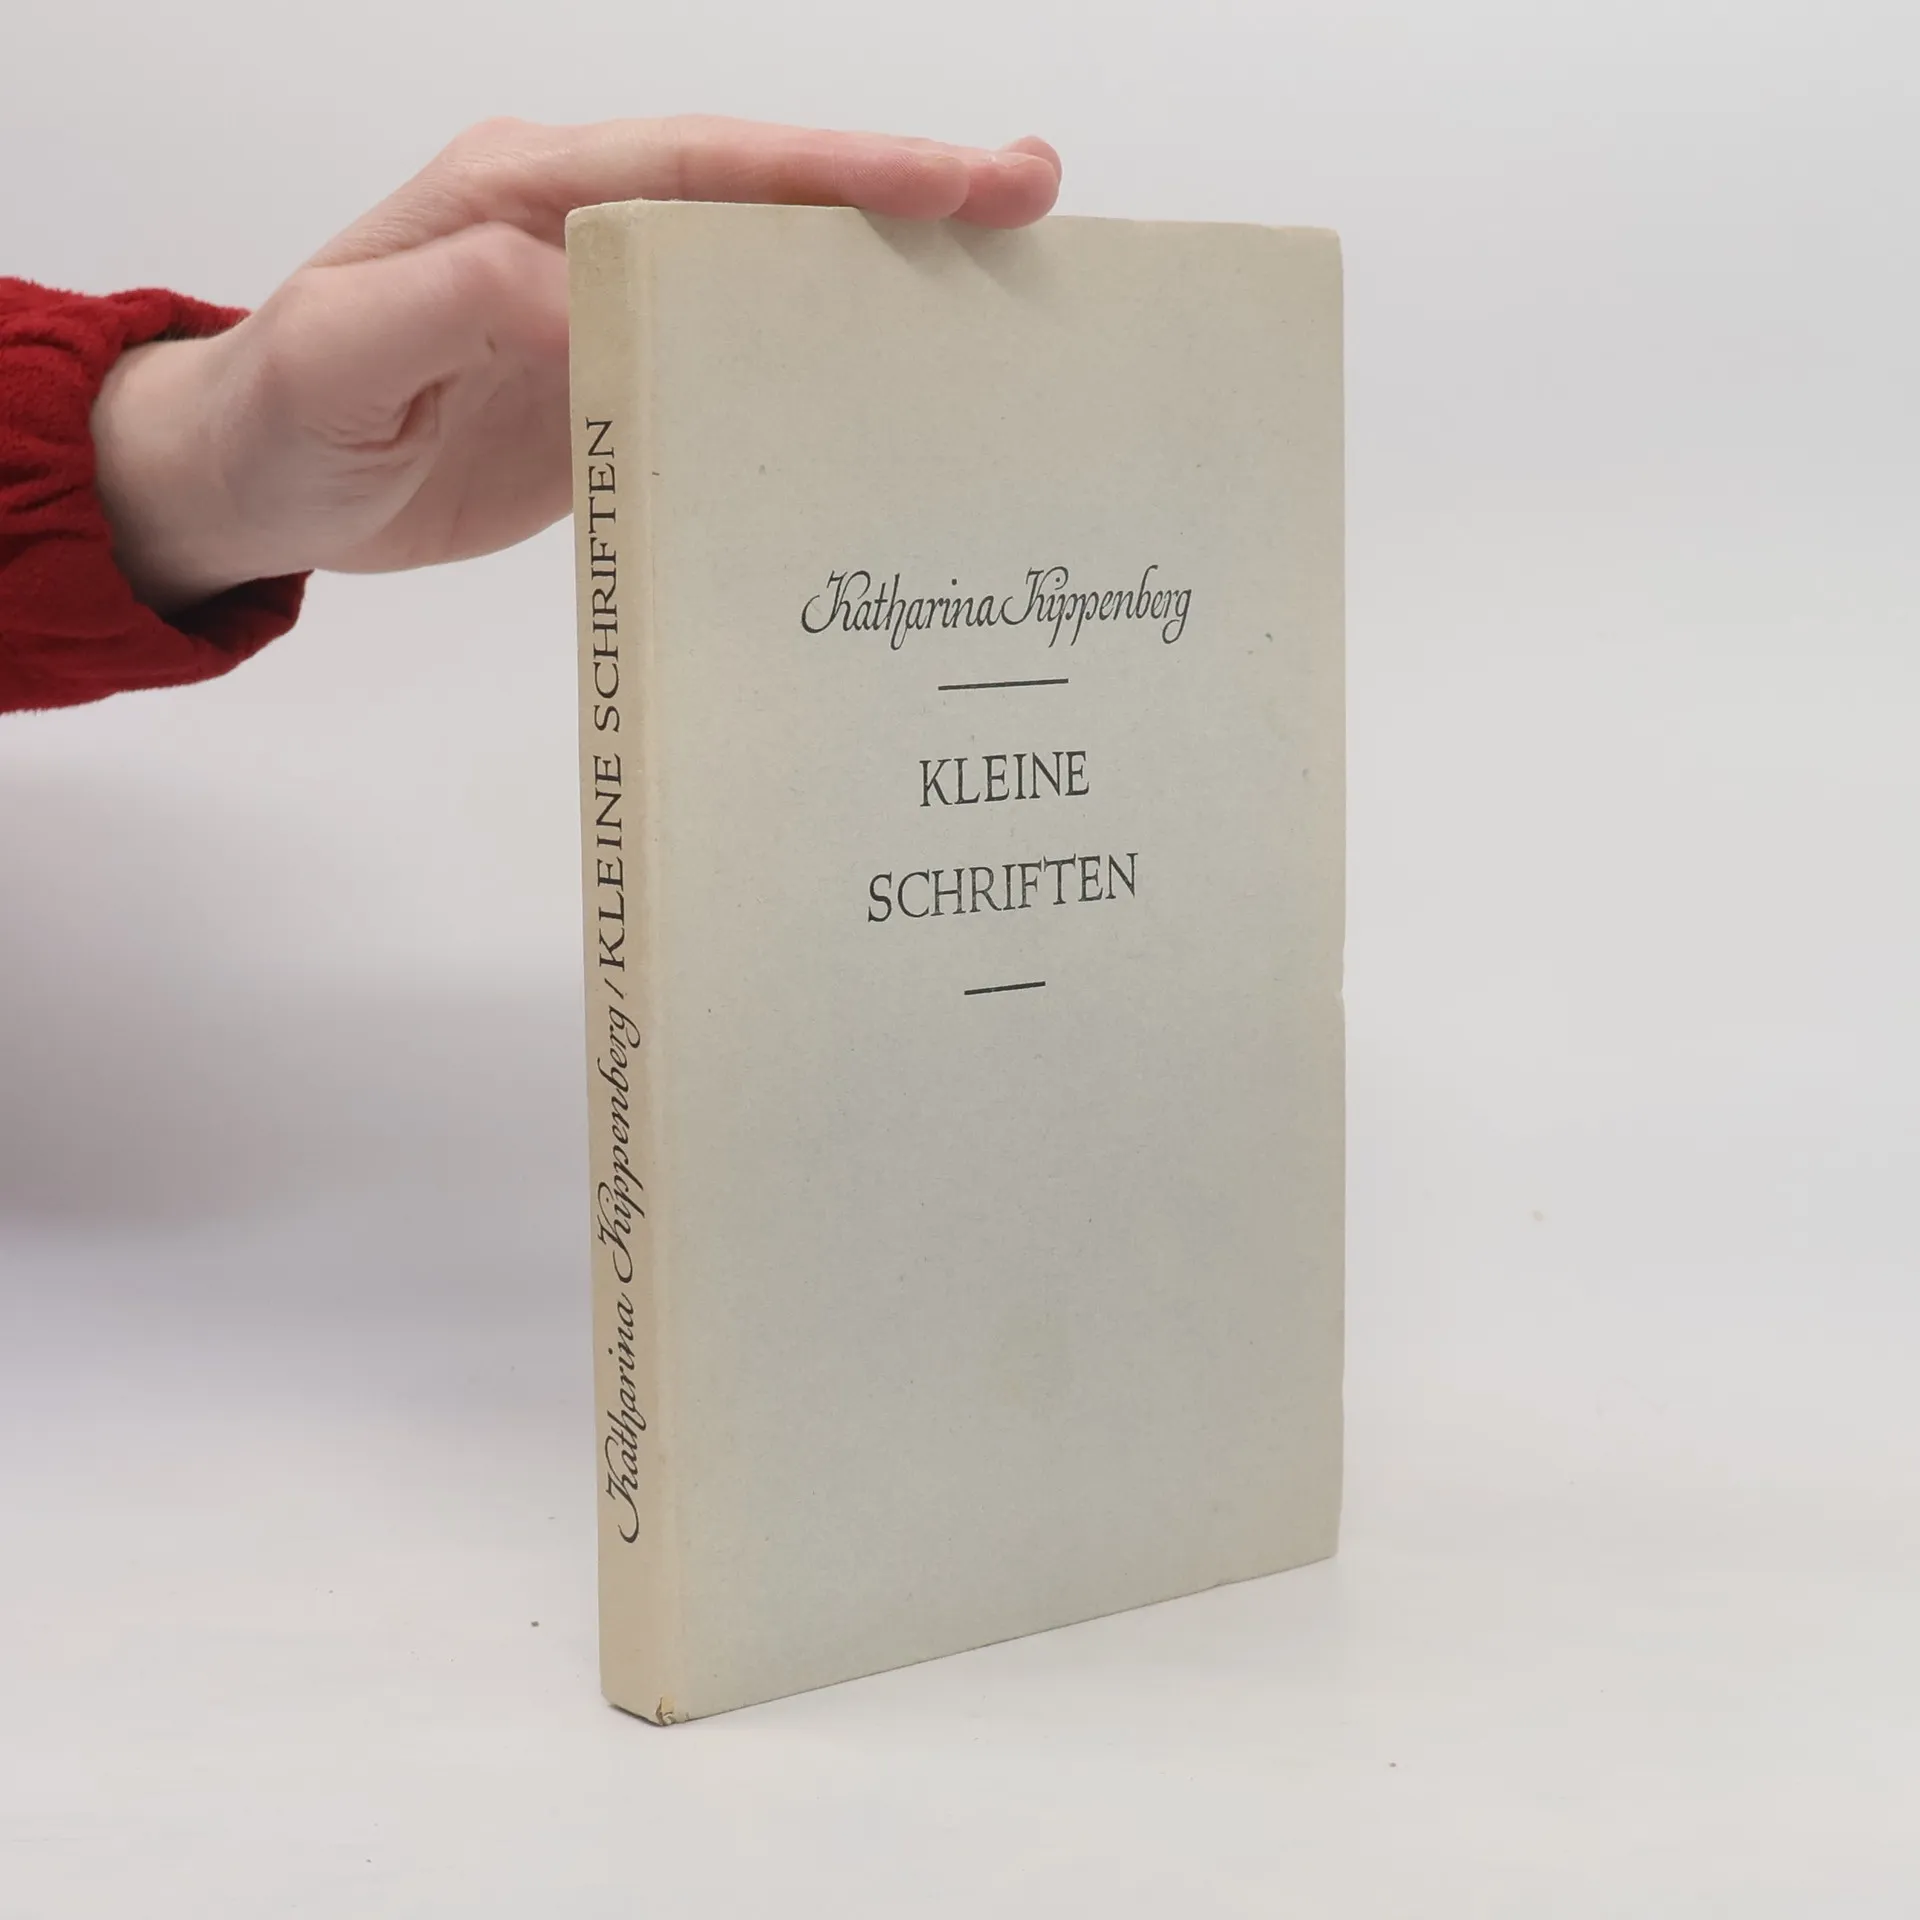 Katharina Kippenberg / KLEINE SCHRIFTEN
Katharina Kippenberg
KLEINE
SCHRIFTEN